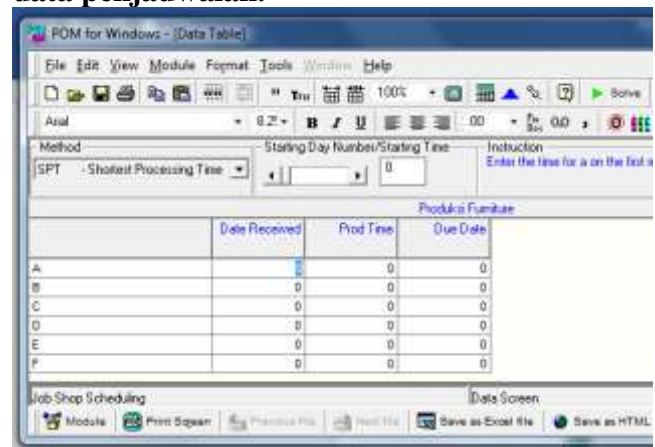 data penjadwalan.
POM for Windows - [Data Table]
File Edit View Module Format Tools Window Help
100% Solve
Arial 8.2 B I U 00 0.0 ,
Method Starting Day Number/Starting Time Instruction
SPT - Shortest Processing Time 0 Enter the time for a on the first
Produksi Furniture
Date Received Prod Time Due Date
A 0 0 0
B 0 0 0
C 0 0 0
D 0 0 0
E 0 0 0
F 0 0 0
Job Shop Scheduling Data Screen
Module Print Screen Previous file Next file Save as Excel file Save as HTML